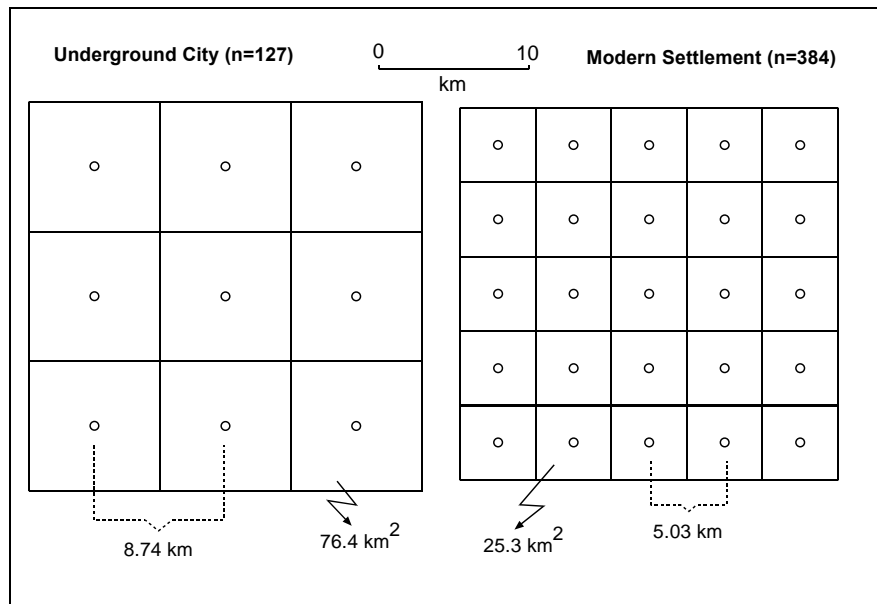 Underground City (n=127)
0 10
km
Modern Settlement (n=384)
8.74 km
76.4 km2
25.3 km2
5.03 km